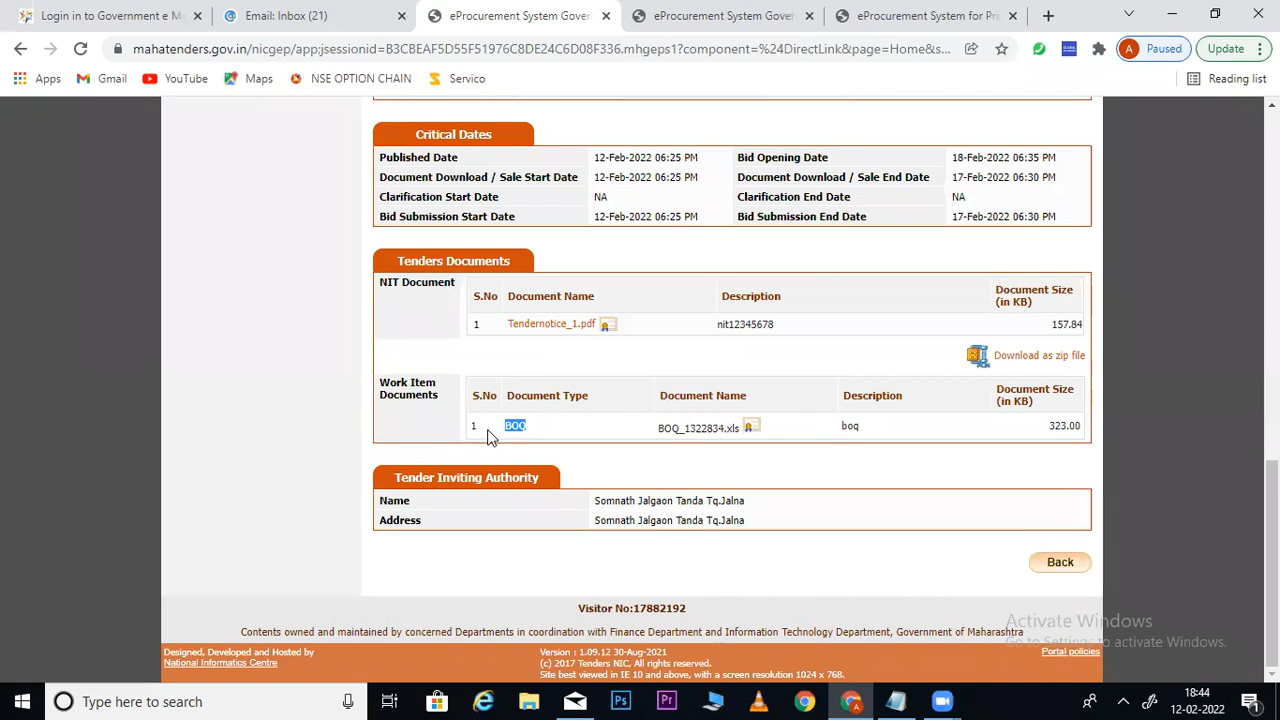 Login in to Government e M
Email: Inbox (21)
eProcurement System Gover
eProcurement System Govel
eProcurement System for Pri
mahatenders.gov.in/nicgep/app;jsessionid=B3CBEAF5D55F51976C8DE24C6D08F336.mhgeps1?component=%24DirectLink&page=Home&s...
A Paused
Update
Apps
Gmail
YouTube
Maps
NSE OPTION CHAIN
Servico
Reading list
Critical Dates
Published Date 12-Feb-2022 06:25 PM Bid Opening Date 18-Feb-2022 06:35 PM
Document Download / Sale Start Date 12-Feb-2022 06:25 PM Document Download / Sale End Date 17-Feb-2022 06:30 PM
Clarification Start Date NA Clarification End Date NA
Bid Submission Start Date 12-Feb-2022 06:25 PM Bid Submission End Date 17-Feb-2022 06:30 PM
Tenders Documents
NIT Document
S.No Document Name Description Document Size (in KB)
1 Tendernotice_1.pdf nit12345678 157.84
Download as zip file
Work Item Documents
S.No Document Type Document Name Description Document Size (in KB)
1 BOQ BOQ_1322834.xls boq 323.00
Tender Inviting Authority
Name Somnath Jalgaon Tanda Tq.Jalna
Address Somnath Jalgaon Tanda Tq.Jalna
Back
Visitor No:17882192
Contents owned and maintained by concerned Departments in coordination with Finance Department and Information Technology Department, Government of Maharashtra
Designed, Developed and Hosted by
National Informatics Centre
Version : 1.09.12 30-Aug-2021
(c) 2017 Tenders NIC, All rights reserved.
Site best viewed in IE 10 and above, with a screen resolution 1024 x 768.
Portal policies
Activate Windows
Go to Settings to activate Windows.
Type here to search
18:44
12-02-2022